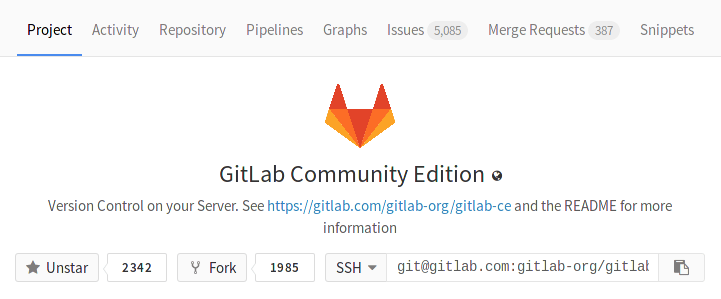 Project Activity Repository Pipelines Graphs Issues 5,085 Merge Requests 387 Snippets
GitLab Community Edition
Version Control on your Server. See https://gitlab.com/gitlab-org/gitlab-ce and the README for more
information
Unstar 2342 Fork 1985 SSH git@gitlab.com:gitlab-org/gitlab